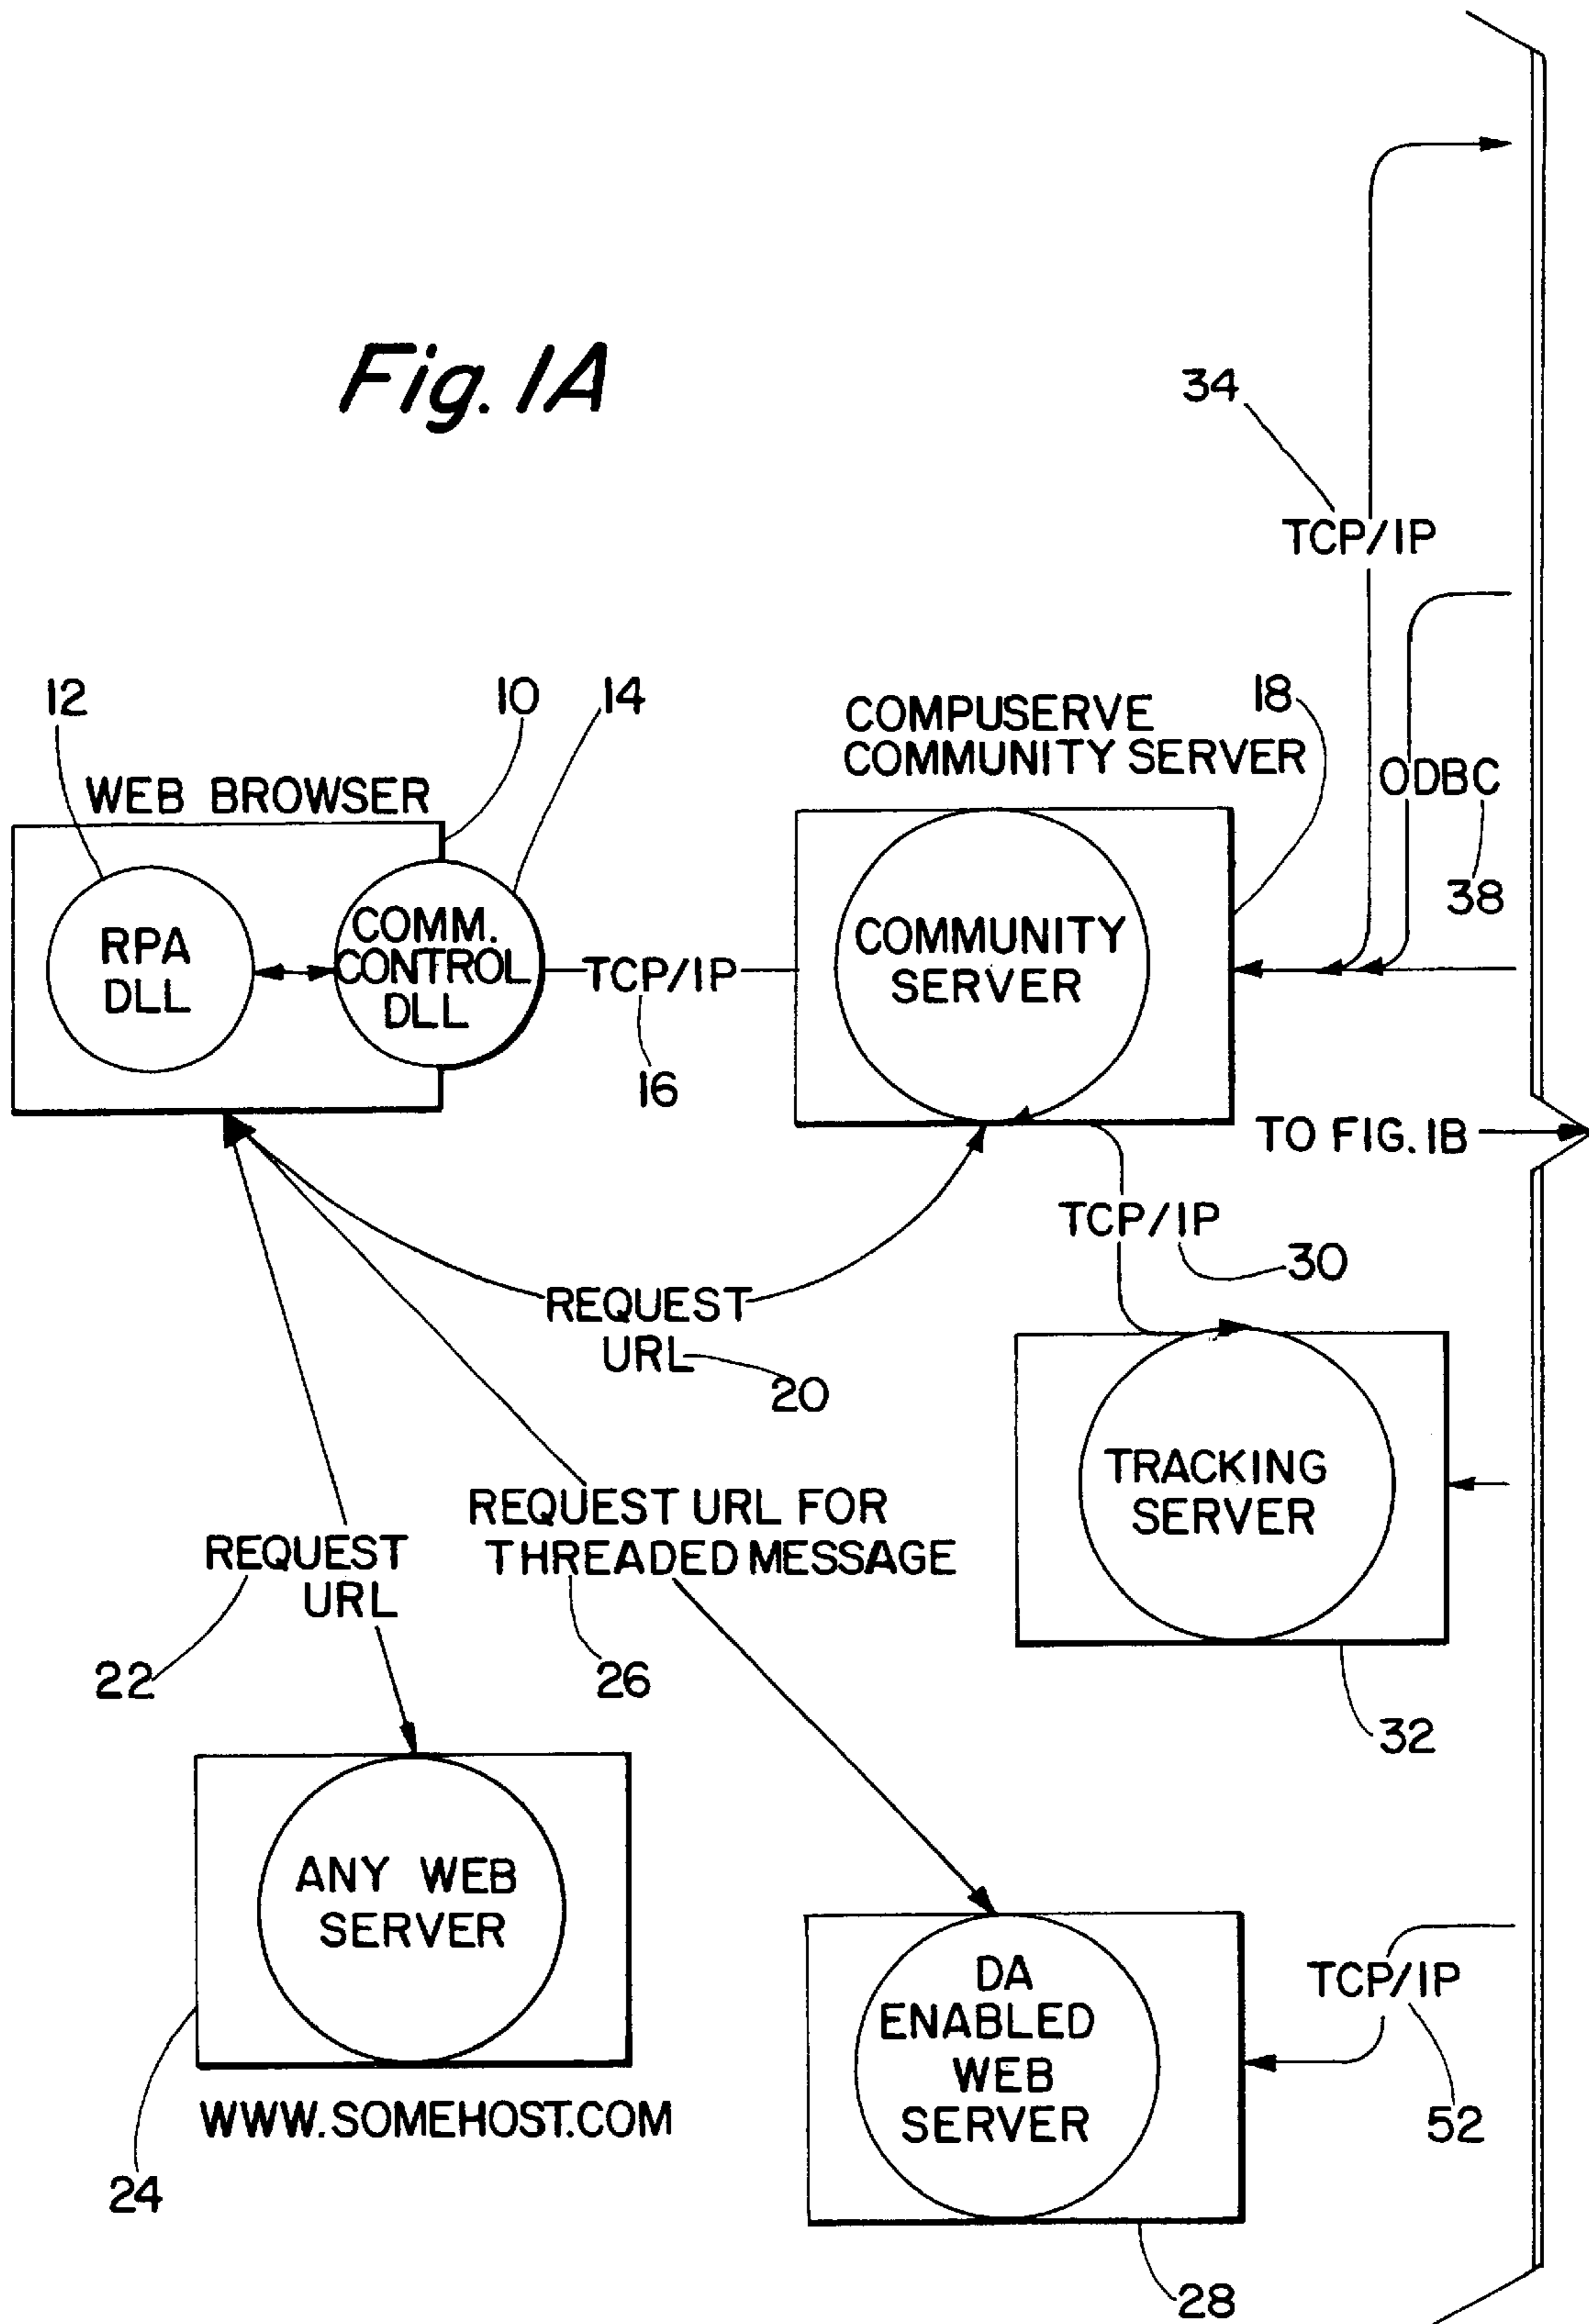 Fig. 1A
34
TCP/IP
12
10
14
COMPUSERVE
COMMUNITY SERVER
18
WEB BROWSER
ODBC
38
RPA
DLL
COMM.
CONTROL
DLL
TCP/IP
16
COMMUNITY
SERVER
TO FIG. 1B
TCP/IP
30
REQUEST
URL
20
TRACKING
SERVER
REQUEST URL FOR
THREADED MESSAGE
REQUEST
URL
22
26
32
ANY WEB
SERVER
DA
ENABLED
WEB
SERVER
TCP/IP
52
WWW.SOMEHOST.COM
24
28